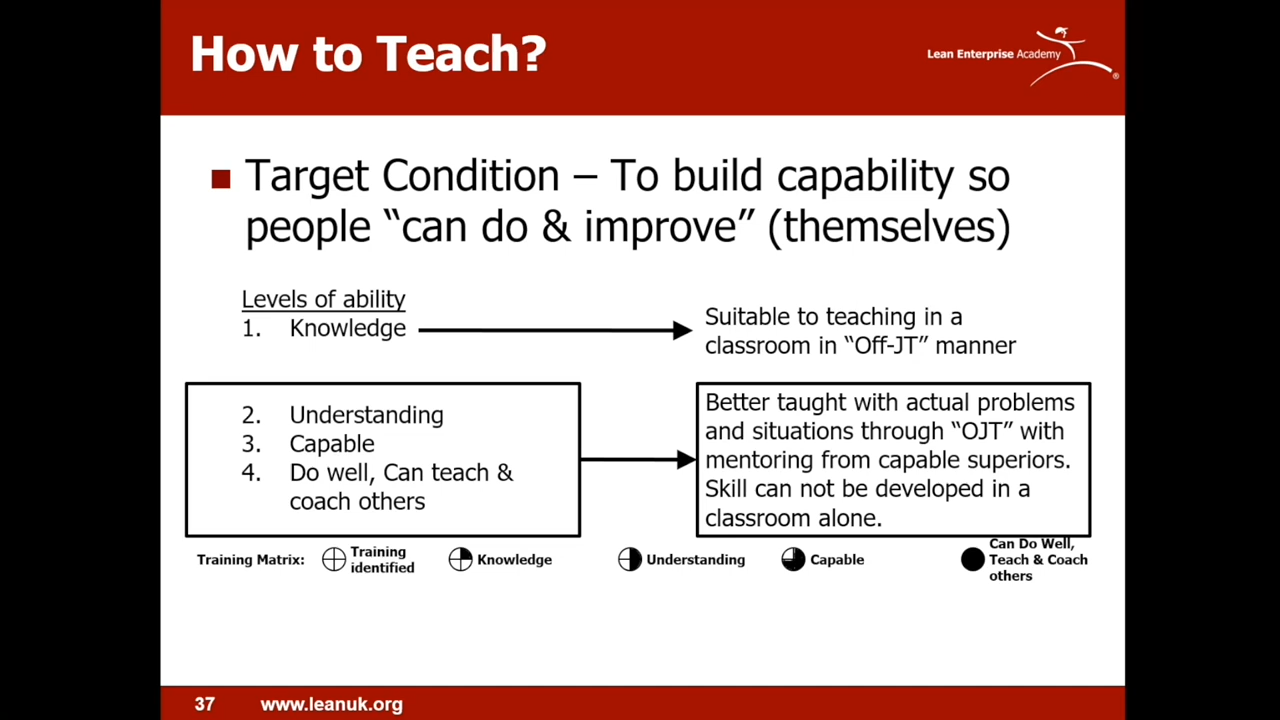 How to Teach?
Lean Enterprise Academy
®
■ Target Condition – To build capability so
people “can do & improve” (themselves)
Levels of ability
1. Knowledge
Suitable to teaching in a
classroom in “Off-JT” manner
2. Understanding
3. Capable
4. Do well, Can teach &
coach others
Better taught with actual problems
and situations through “OJT” with
mentoring from capable superiors.
Skill can not be developed in a
classroom alone.
Training Matrix:
Training
identified
Knowledge
Understanding
Capable
Can Do Well,
Teach & Coach
others
37 www.leanuk.org